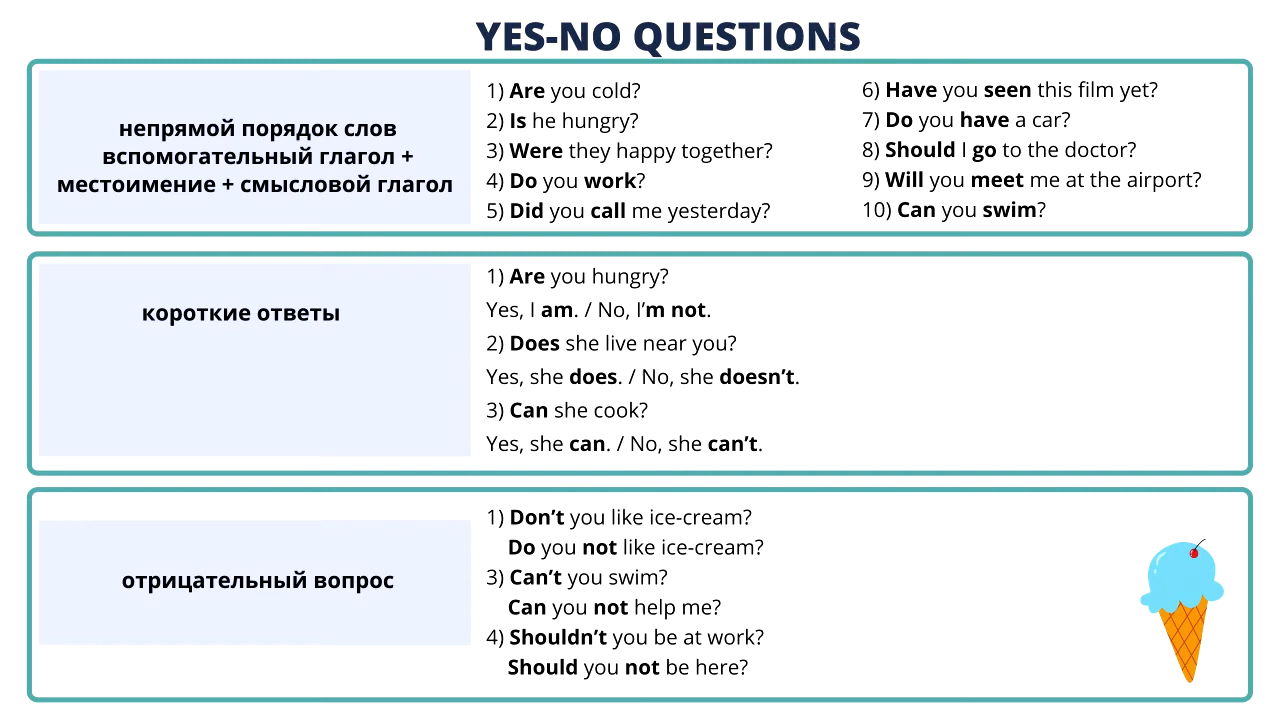 YES-NO QUESTIONS
непрямой порядок слов
вспомогательный глагол +
местоимение + смысловой глагол
1) Are you cold?
2) Is he hungry?
3) Were they happy together?
4) Do you work?
5) Did you call me yesterday?
6) Have you seen this film yet?
7) Do you have a car?
8) Should I go to the doctor?
9) Will you meet me at the airport?
10) Can you swim?
короткие ответы
1) Are you hungry?
Yes, I am. / No, I’m not.
2) Does she live near you?
Yes, she does. / No, she doesn’t.
3) Can she cook?
Yes, she can. / No, she can’t.
отрицательный вопрос
1) Don’t you like ice-cream?
Do you not like ice-cream?
3) Can’t you swim?
Can you not help me?
4) Shouldn’t you be at work?
Should you not be here?